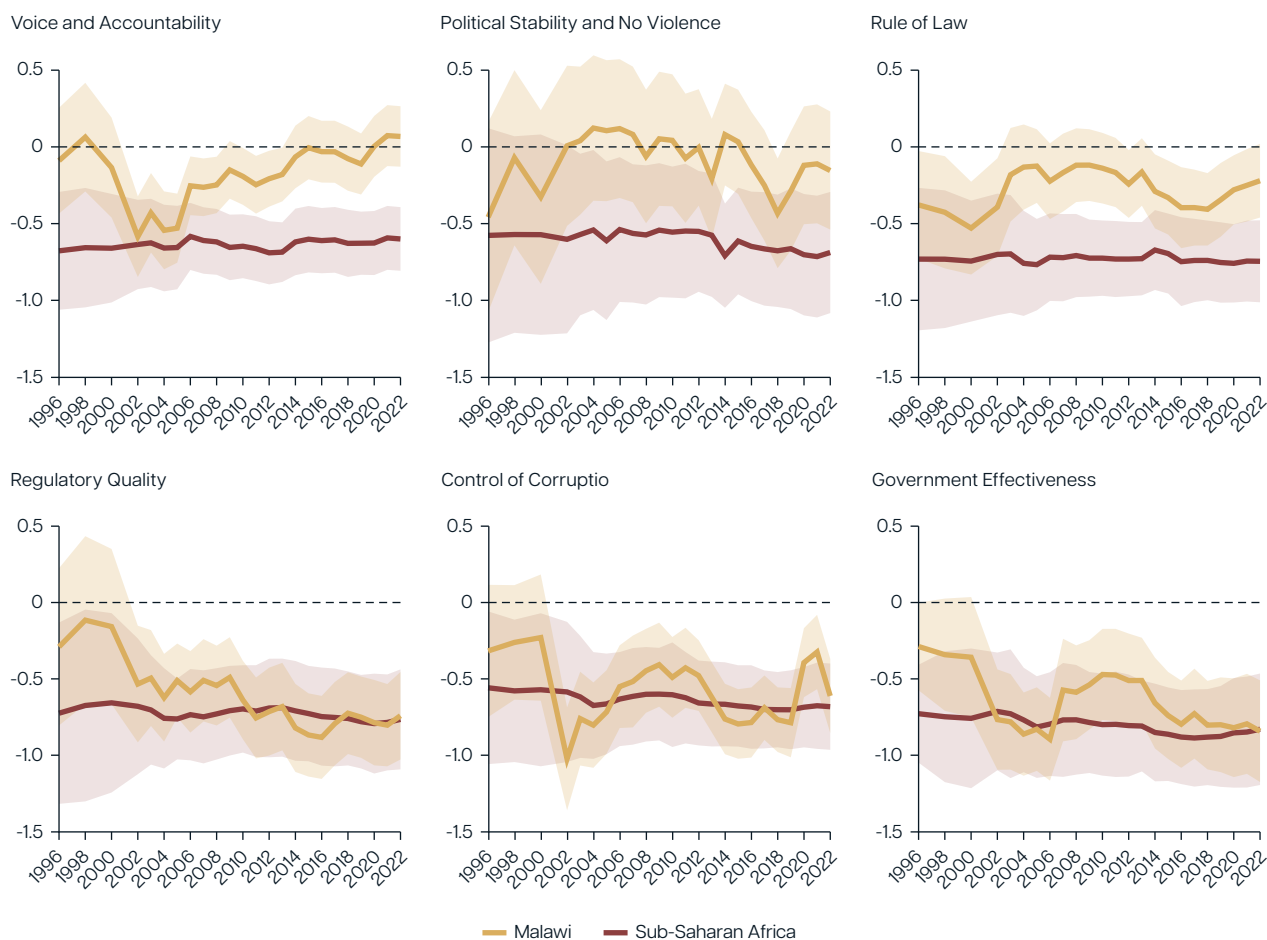 Voice and Accountability
Political Stability and No Violence
Rule of Law
0.5
0
-0.5
-1.0
-1.5
1996 1998 2000 2002 2004 2006 2008 2010 2012 2014 2016 2018 2020 2022
0.5
0
-0.5
-1.0
-1.5
1996 1998 2000 2002 2004 2006 2008 2010 2012 2014 2016 2018 2020 2022
0.5
0
-0.5
-1.0
-1.5
1996 1998 2000 2002 2004 2006 2008 2010 2012 2014 2016 2018 2020 2022
Regulatory Quality
Control of Corruptio
Government Effectiveness
0.5
0
-0.5
-1.0
-1.5
1996 1998 2000 2002 2004 2006 2008 2010 2012 2014 2016 2018 2020 2022
0.5
0
-0.5
-1.0
-1.5
1996 1998 2000 2002 2004 2006 2008 2010 2012 2014 2016 2018 2020 2022
0.5
0
-0.5
-1.0
-1.5
1996 1998 2000 2002 2004 2006 2008 2010 2012 2014 2016 2018 2020 2022
Malawi
Sub-Saharan Africa